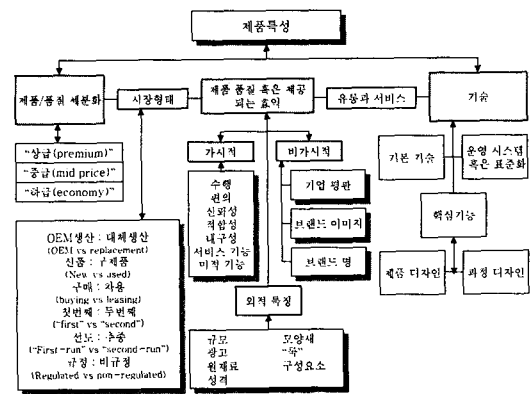 제품특성
제품/품질 세분화
시장형태
제품 품질 혹은 제공
되는 효익
유통과 서비스
기술
"상급(premium)"
"중급(mid price)"
"하급(economy)"
가시적
비가시적
수행
편의
신뢰성
적합성
내구성
서비스 기능
미적 기능
기업 평판
브랜드 이미지
브랜드 명
기본 기술
운영 시스템
혹은 표준화
핵심기능
제품 디자인
과정 디자인
OEM생산 : 대체생산
(OEM vs replacement)
신품 : 구제품
(New vs used)
구매 : 차용
(buying vs leasing)
첫번째 : 두번째
("first" vs "second")
선도 : 추종
("First-run" vs "second-run")
규정 : 비규정
(Regulated vs non-regulated)
외적 특징
규모 모양새
광고
원재료 구성요소
성격